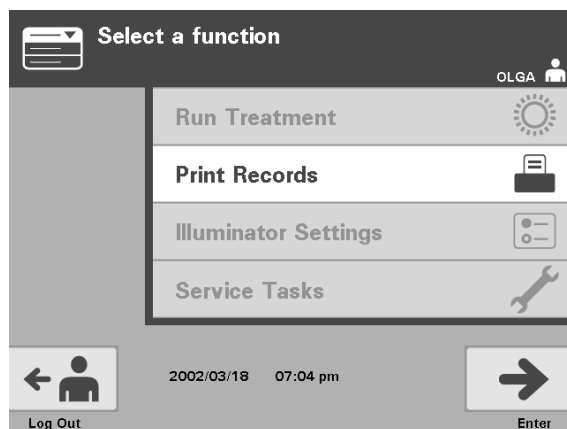 Select a function
OLGA
Run Treatment
Print Records
Illuminator Settings
Service Tasks
2002/03/18 07:04 pm
Log Out
Enter